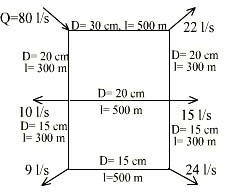 Q=80 l/s
D= 30 cm, l= 500 m
22 l/s
D= 20 cm
l= 300 m
D= 20 cm
l= 300 m
D= 20 cm
l= 500 m
10 l/s
15 l/s
D= 15 cm
l= 300 m
D= 15 cm
l= 300 m
D= 15 cm
l=500 m
9 l/s
24 l/s